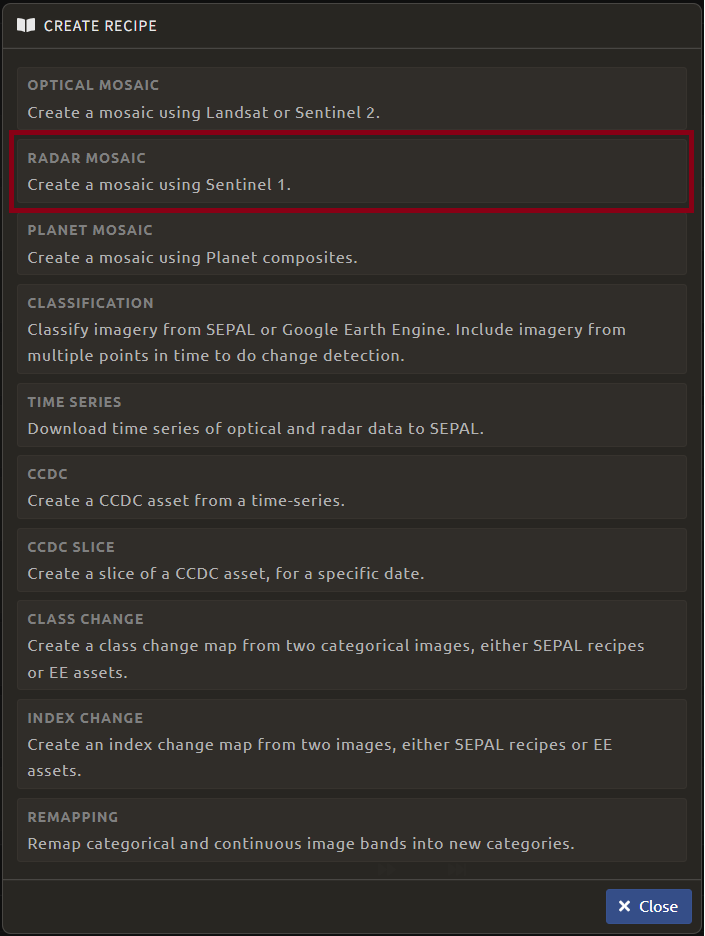 CREATE RECIPE
OPTICAL MOSAIC
Create a mosaic using Landsat or Sentinel 2.
RADAR MOSAIC
Create a mosaic using Sentinel 1.
PLANET MOSAIC
Create a mosaic using Planet composites.
CLASSIFICATION
Classify imagery from SEPAL or Google Earth Engine. Include imagery from
multiple points in time to do change detection.
TIME SERIES
Download time series of optical and radar data to SEPAL.
CCDC
Create a CCDC asset from a time-series.
CCDC SLICE
Create a slice of a CCDC asset, for a specific date.
CLASS CHANGE
Create a class change map from two categorical images, either SEPAL recipes
or EE assets.
INDEX CHANGE
Create an index change map from two images, either SEPAL recipes or EE
assets.
REMAPPING
Remap categorical and continuous image bands into new categories.
Close